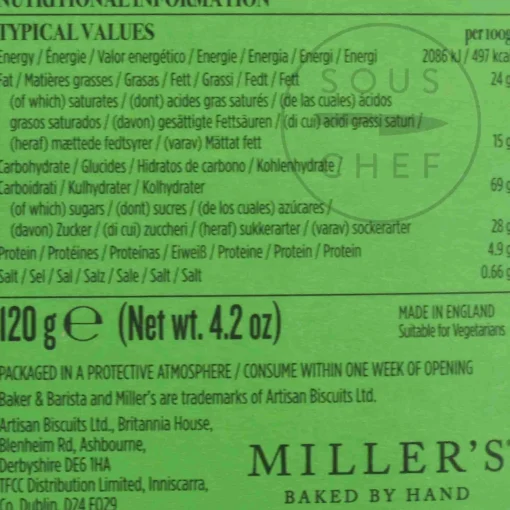 NUTRITIONAL INFORMATION
TYPICAL VALUES per 100g
Energy / Énergie / Valor energético / Energie / Energia / Energi / Energi 2086 kJ / 497 kca
Fat / Matières grasses / Grasas / Fett / Grassi / Fedt / Fett 24 g
(of which) saturates / (dont) acides gras saturés / (de las cuales) ácidos
grasos saturados / (davon) gesättigte Fettsäuren / (di cui) acidi grassi saturi /
(heraf) mættede fedtsyrer / (varav) Mättat fett 15 g
Carbohydrate / Glucides / Hidratos de carbono / Kohlenhydrate /
Carboidrati / Kulhydrater / Kolhydrater 69 g
(of which) sugars / (dont) sucres / (de los cuales) azúcares /
(davon) Zucker / (di cui) zuccheri / (heraf) sukkerarter / (varav) sockerarter 28 g
Protein / Protéines / Proteínas / Eiweiß / Proteine / Protein / Protein 4.9 g
Salt / Sel / Sal / Salz / Sale / Salt / Salt 0.66 g
SOUS
CHEF
120 g ℮ (Net wt. 4.2 oz)
MADE IN ENGLAND
Suitable for Vegetarians
PACKAGED IN A PROTECTIVE ATMOSPHERE / CONSUME WITHIN ONE WEEK OF OPENING
Baker & Barista and Miller's are trademarks of Artisan Biscuits Ltd.
Artisan Biscuits Ltd., Britannia House,
Blenheim Rd, Ashbourne,
Derbyshire DE6 1HA
TFCC Distribution Limited, Inniscarra,
Co. Dublin, D24 E029
MILLER'S
BAKED BY HAND